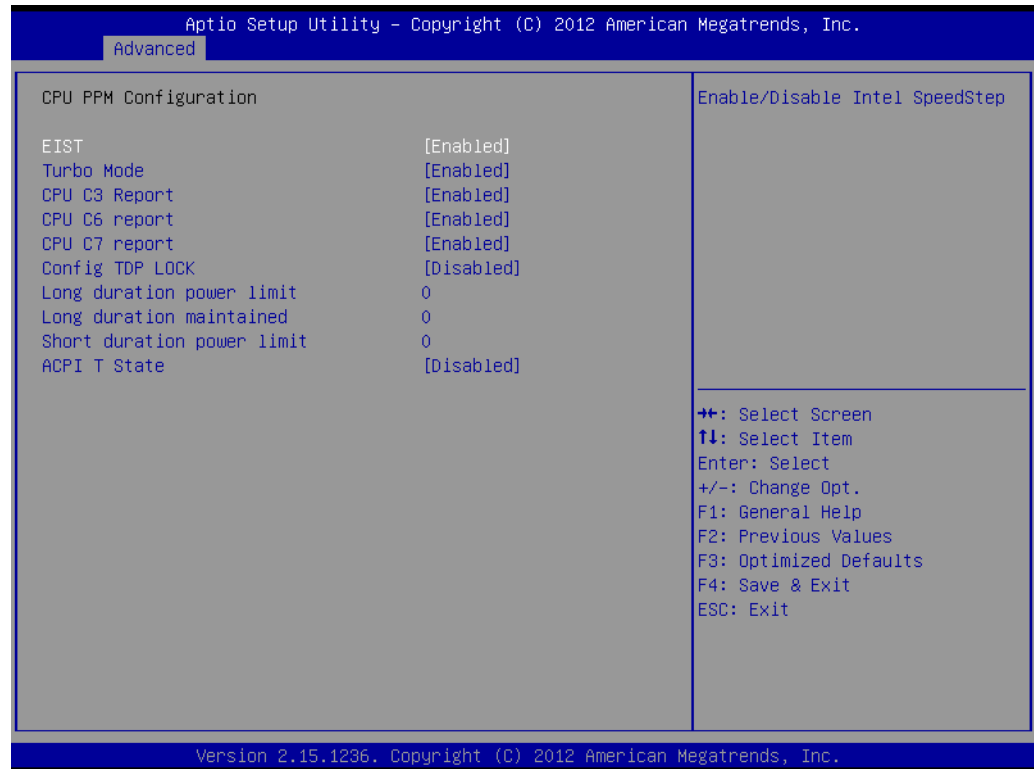 Aptio Setup Utility – Copyright (C) 2012 American Megatrends, Inc.
Advanced
CPU PPM Configuration
EIST [Enabled]
Turbo Mode [Enabled]
CPU C3 Report [Enabled]
CPU C6 report [Enabled]
CPU C7 report [Enabled]
Config TDP LOCK [Disabled]
Long duration power limit 0
Long duration maintained 0
Short duration power limit 0
ACPI T State [Disabled]
Enable/Disable Intel SpeedStep
→←: Select Screen
↑↓: Select Item
Enter: Select
+/-: Change Opt.
F1: General Help
F2: Previous Values
F3: Optimized Defaults
F4: Save & Exit
ESC: Exit
Version 2.15.1236. Copyright (C) 2012 American Megatrends, Inc.